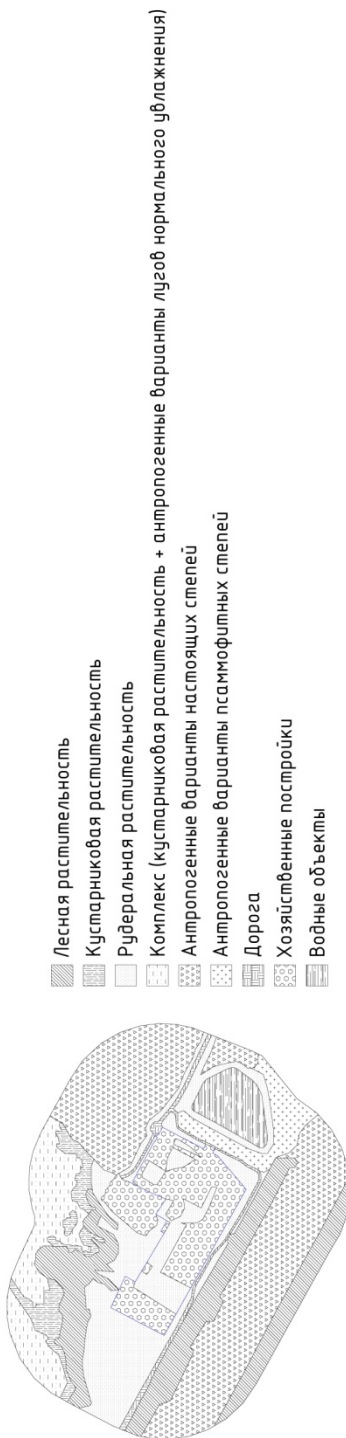 Лесная растительность
Кустарниковая растительность
Рудеральная растительность
Комплекс (кустарниковая растительность + антропогенные варианты лугов нормального увлажнения)
Антропогенные варианты настоящих степей
Антропогенные варианты псаммофитных степей
Дорога
Хозяйственные постройки
Водные объекты